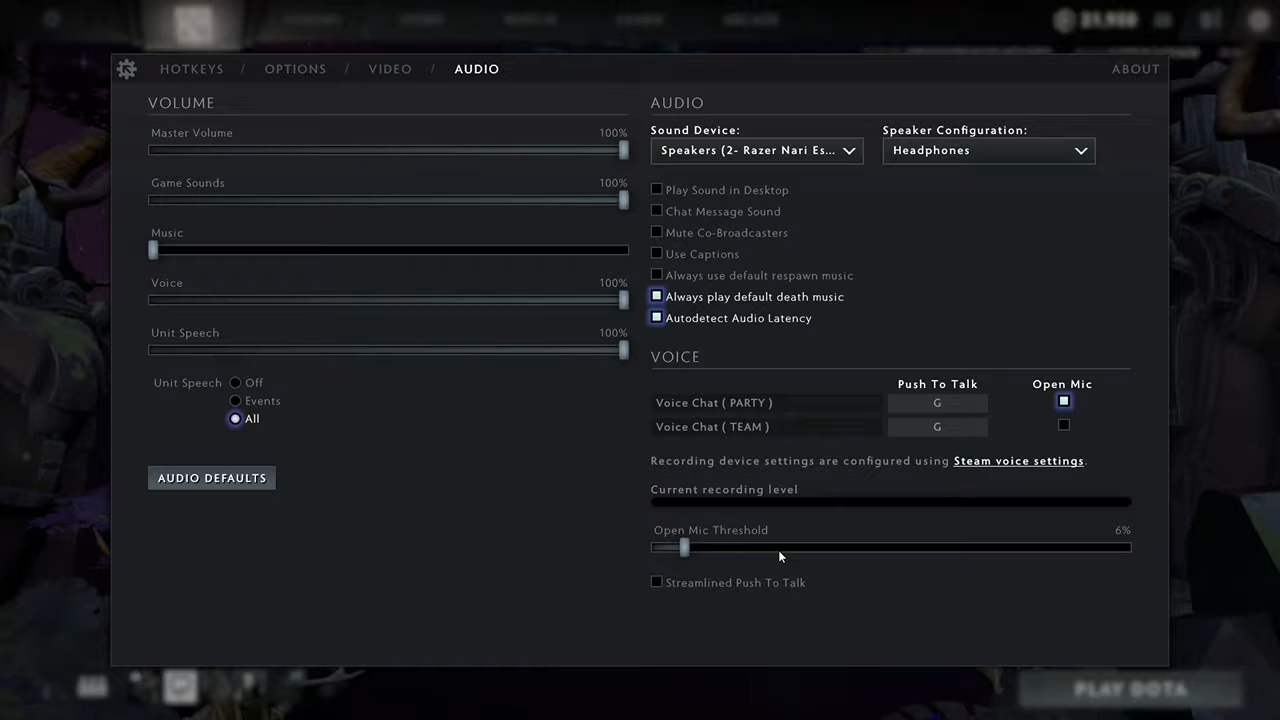 HOTKEYS / OPTIONS / VIDEO / AUDIO
ABOUT
VOLUME
Master Volume 100%
Game Sounds 100%
Music
Voice 100%
Unit Speech 100%
Unit Speech Off
Events
All
AUDIO DEFAULTS
AUDIO
Sound Device: Speaker Configuration:
Speakers (2- Razer Nari Es... Headphones
Play Sound in Desktop
Chat Message Sound
Mute Co-Broadcasters
Use Captions
Always use default respawn music
Always play default death music
Autodetect Audio Latency
VOICE
Push To Talk Open Mic
Voice Chat ( PARTY ) G
Voice Chat ( TEAM ) G
Recording device settings are configured using Steam voice settings.
Current recording level
Open Mic Threshold 6%
Streamlined Push To Talk
PLAY DOTA